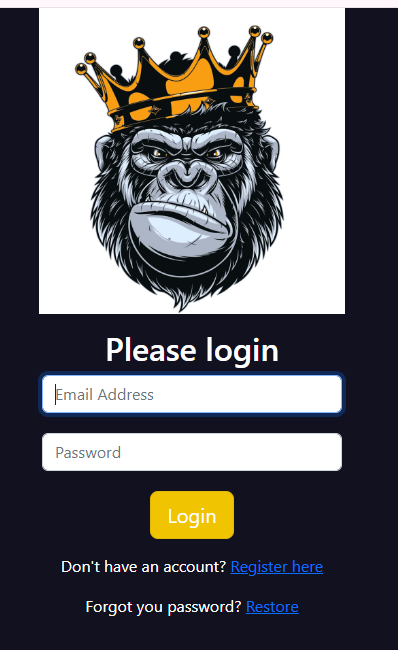 Please login
Email Address
Password
Login
Don't have an account? Register here
Forgot you password? Restore